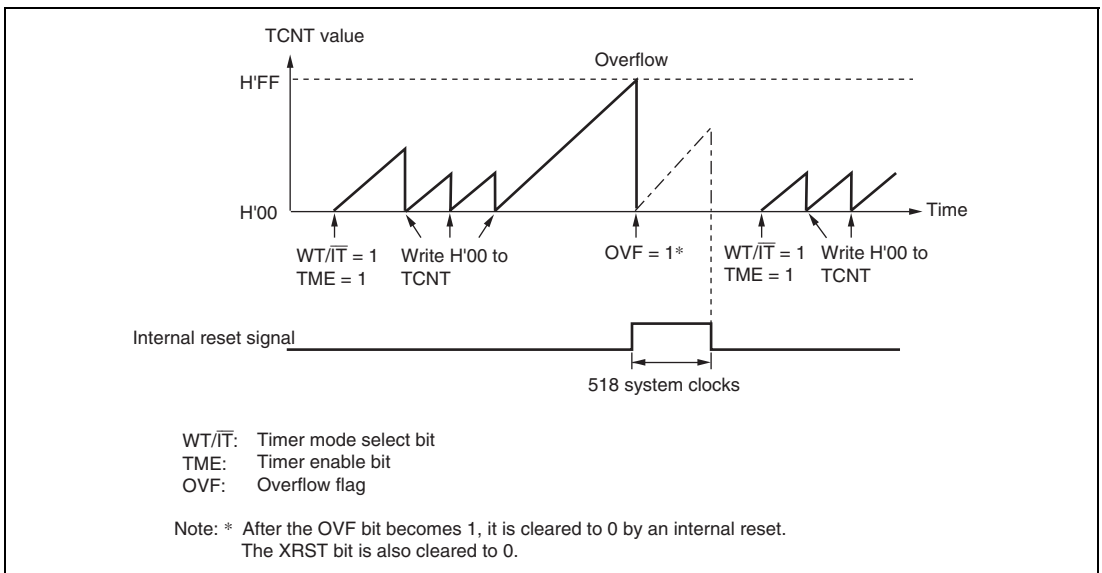 TCNT value
Overflow
H'FF
H'00
Time
WT/I̅T̅ = 1
TME = 1
Write H'00 to
TCNT
OVF = 1*
WT/I̅T̅ = 1
TME = 1
Write H'00 to
TCNT
Internal reset signal
518 system clocks
WT/I̅T̅: Timer mode select bit
TME: Timer enable bit
OVF: Overflow flag
Note: * After the OVF bit becomes 1, it is cleared to 0 by an internal reset.
The XRST bit is also cleared to 0.